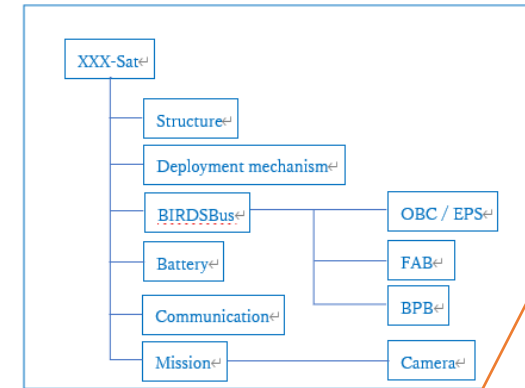 XXX-Sat
Structure
Deployment mechanism
BIRDSBus
OBC / EPS
FAB
BPB
Battery
Communication
Mission
Camera